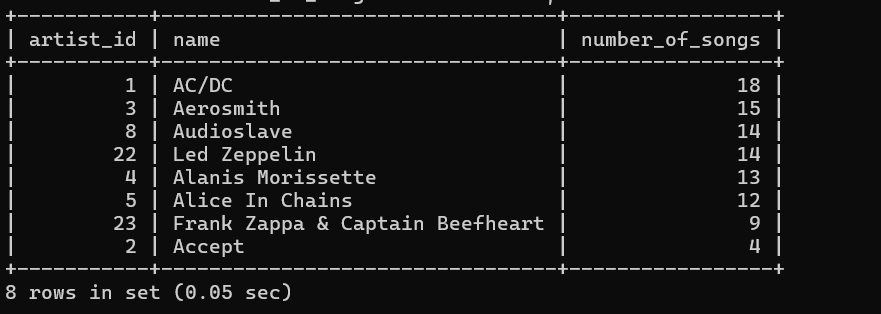 +-----------+---------------------------------+-----------------+
| artist_id | name                            | number_of_songs |
+-----------+---------------------------------+-----------------+
|         1 | AC/DC                           |              18 |
|         3 | Aerosmith                       |              15 |
|         8 | Audioslave                      |              14 |
|        22 | Led Zeppelin                    |              14 |
|         4 | Alanis Morissette               |              13 |
|         5 | Alice In Chains                 |              12 |
|        23 | Frank Zappa & Captain Beefheart |               9 |
|         2 | Accept                          |               4 |
+-----------+---------------------------------+-----------------+
8 rows in set (0.05 sec)